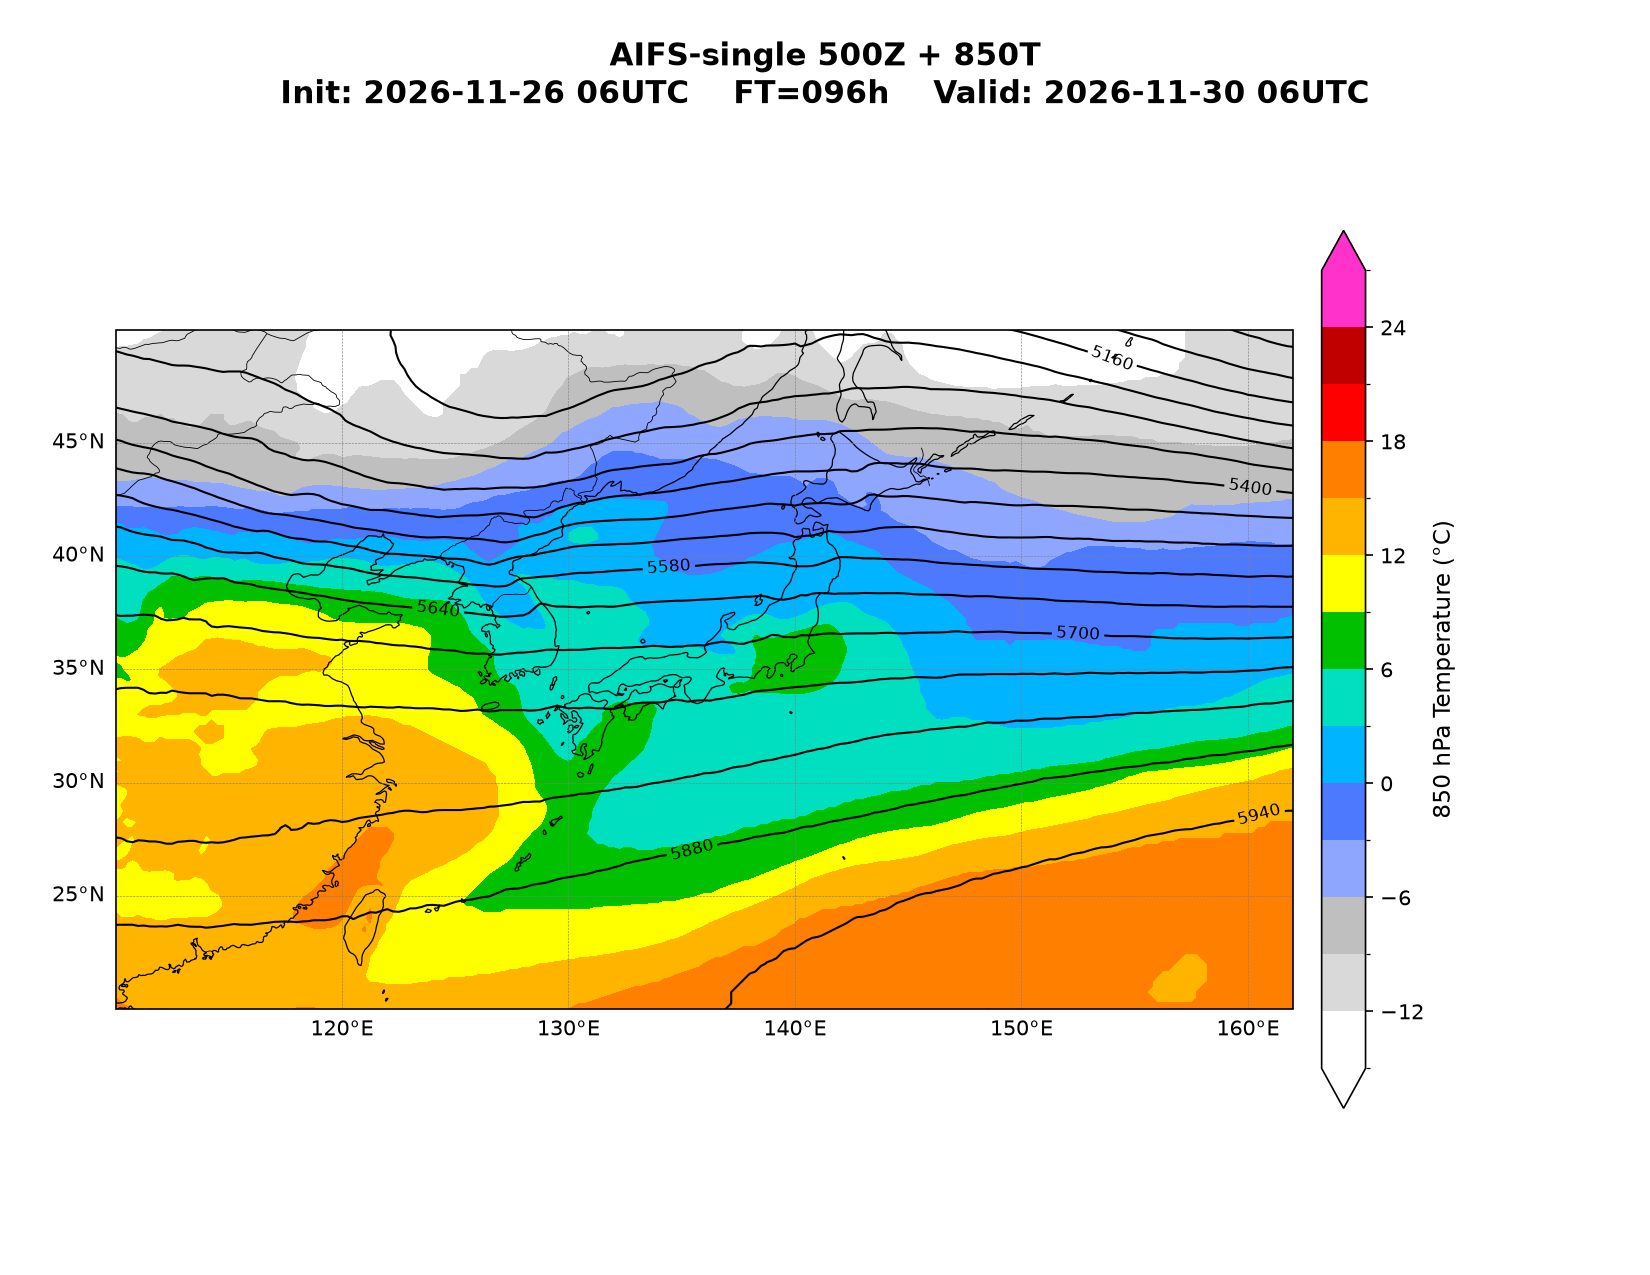 AIFS-single 500Z + 850T
Init: 2026-11-26 06UTC    FT=096h    Valid: 2026-11-30 06UTC
5160
45°N
5400
40°N
5580
5640
5700
35°N
30°N
5940
5880
25°N
120°E
130°E
140°E
150°E
160°E
24
18
12
6
0
−6
−12
850 hPa Temperature (°C)